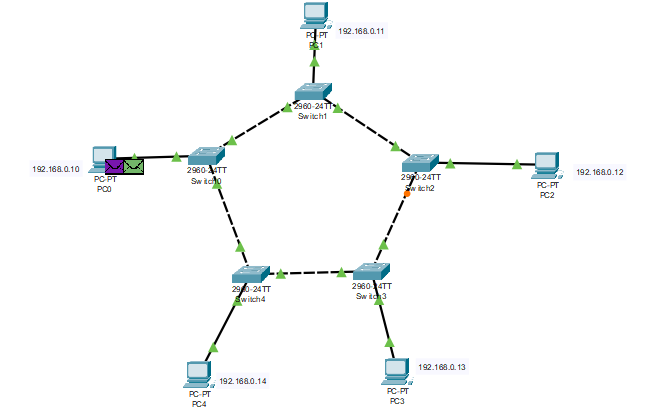 PC-PT
PC1
192.168.0.11
2960-24TT
Switch1
192.168.0.10
PC-PT
PC0
2960-24TT
Switch0
2960-24TT
Switch2
PC-PT
PC2
192.168.0.12
2960-24TT
Switch4
2960-24TT
Switch3
PC-PT
PC4
192.168.0.14
PC-PT
PC3
192.168.0.13